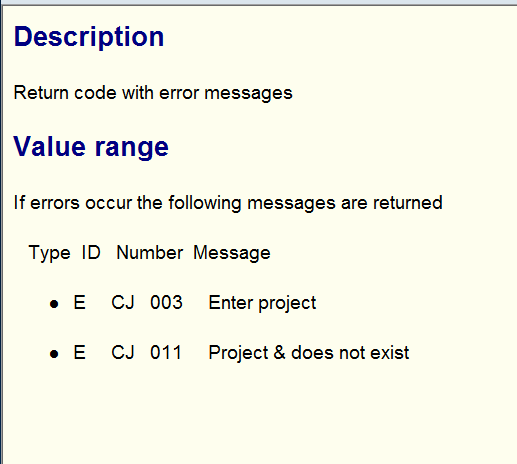 Description
Return code with error messages
Value range
If errors occur the following messages are returned
Type ID Number Message
● E CJ 003 Enter project
● E CJ 011 Project & does not exist